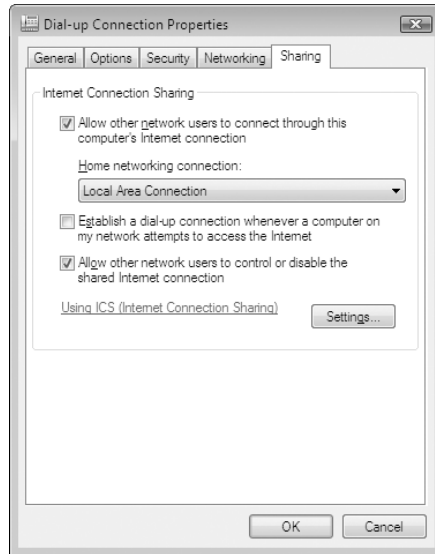 Dial-up Connection Properties
General Options Security Networking Sharing
Internet Connection Sharing
Allow other network users to connect through this
computer's Internet connection
Home networking connection:
Local Area Connection
Establish a dial-up connection whenever a computer on
my network attempts to access the Internet
Allow other network users to control or disable the
shared Internet connection
Using ICS (Internet Connection Sharing)
Settings...
OK Cancel